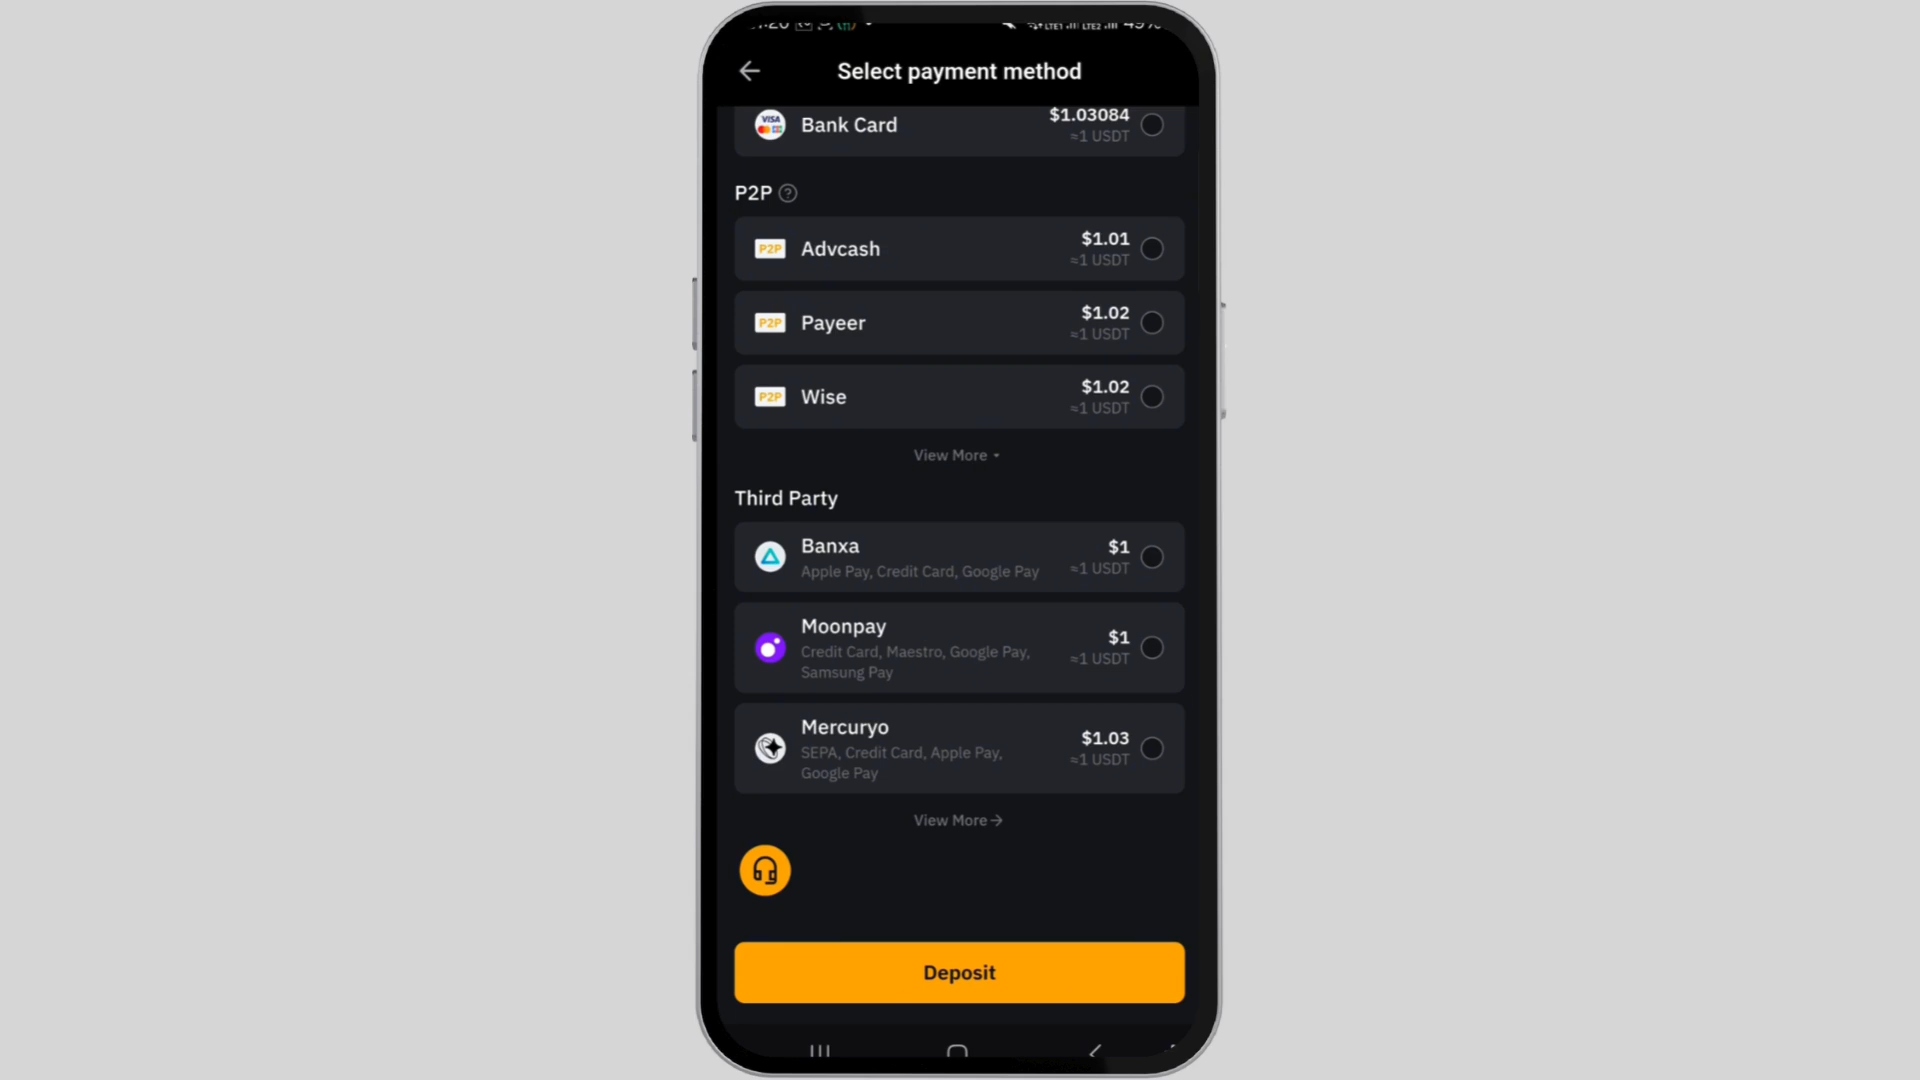 Select payment method
VISA
Bank Card
$1.03084
≈1 USDT
P2P ?
P2P Advcash
$1.01
≈1 USDT
P2P Payeer
$1.02
≈1 USDT
P2P Wise
$1.02
≈1 USDT
View More
Third Party
Banxa
Apple Pay, Credit Card, Google Pay
$1
≈1 USDT
Moonpay
Credit Card, Maestro, Google Pay,
Samsung Pay
$1
≈1 USDT
Mercuryo
SEPA, Credit Card, Apple Pay,
Google Pay
$1.03
≈1 USDT
View More
Deposit